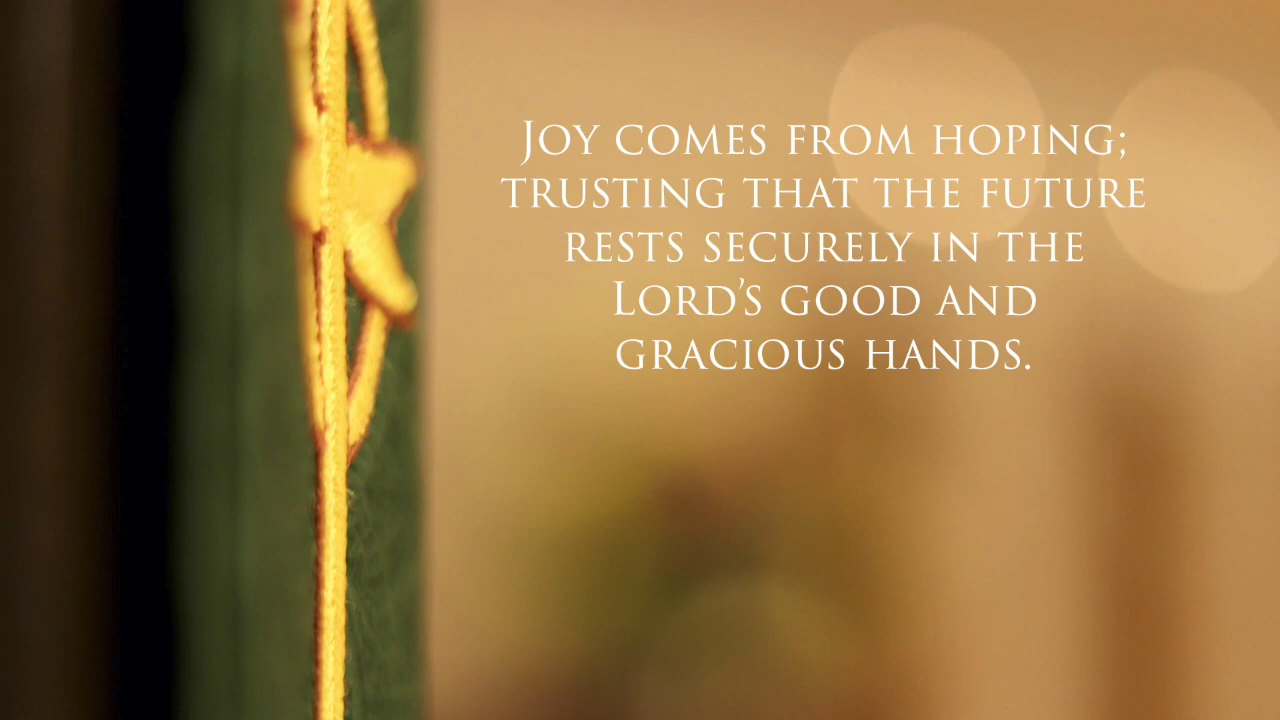 Joy comes from hoping;
trusting that the future
rests securely in the
Lord’s good and
gracious hands.